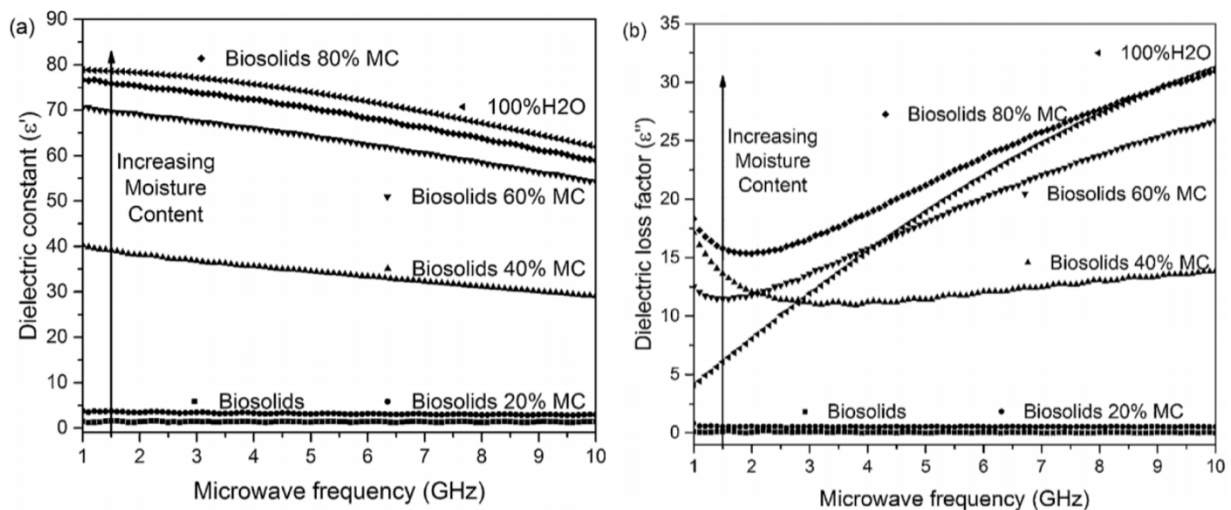 (a)
90
80
70
60
50
40
30
20
10
0
Dielectric constant (ε')
Biosolids 80% MC
100%H2O
Increasing
Moisture
Content
Biosolids 60% MC
Biosolids 40% MC
Biosolids
Biosolids 20% MC
1 2 3 4 5 6 7 8 9 10
Microwave frequency (GHz)
(b)
35
30
25
20
15
10
5
0
Dielectric loss factor (ε")
100%H2O
Biosolids 80% MC
Increasing
Moisture
Content
Biosolids 60% MC
Biosolids 40% MC
Biosolids
Biosolids 20% MC
1 2 3 4 5 6 7 8 9 10
Microwave frequency (GHz)